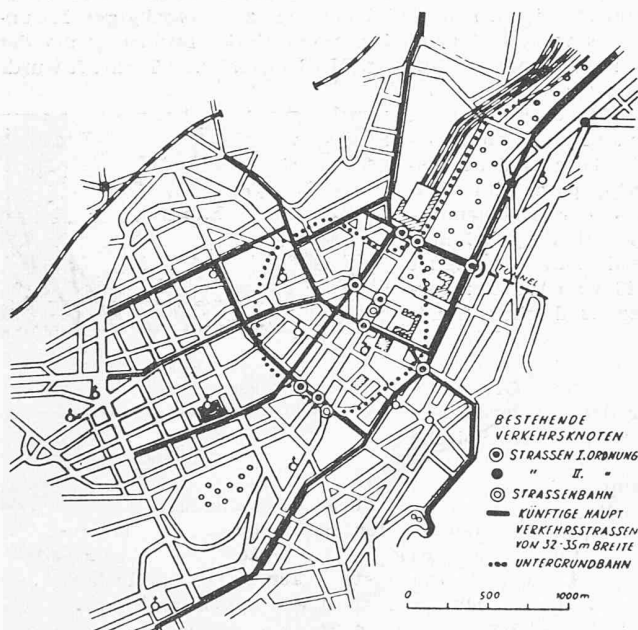 TUNNEL
BESTEHENDE
VERKEHRSKNOTEN
STRASSEN I. ORDNUNG
" II. "
STRASSENBAHN
KÜNFTIGE HAUPT
VERKEHRSSTRASSEN
VON 32-35m BREITE
UNTERGRUNDBAHN
0 500 1000m